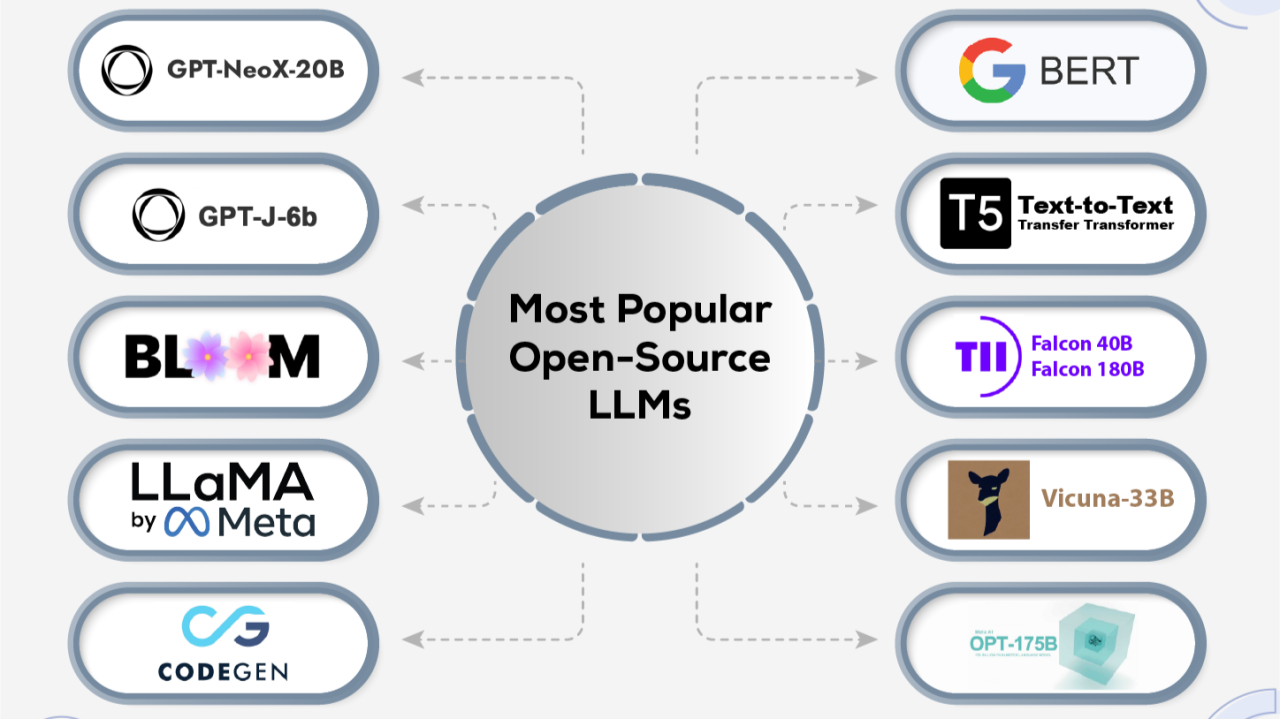 GPT-NeoX-20B
GPT-J-6b
BLOOM
LLaMA
by Meta
CODEGEN
Most Popular
Open-Source
LLMs
G BERT
T5 Text-to-Text
Transfer Transformer
TII Falcon 40B
Falcon 180B
Vicuna-33B
OPT-175B